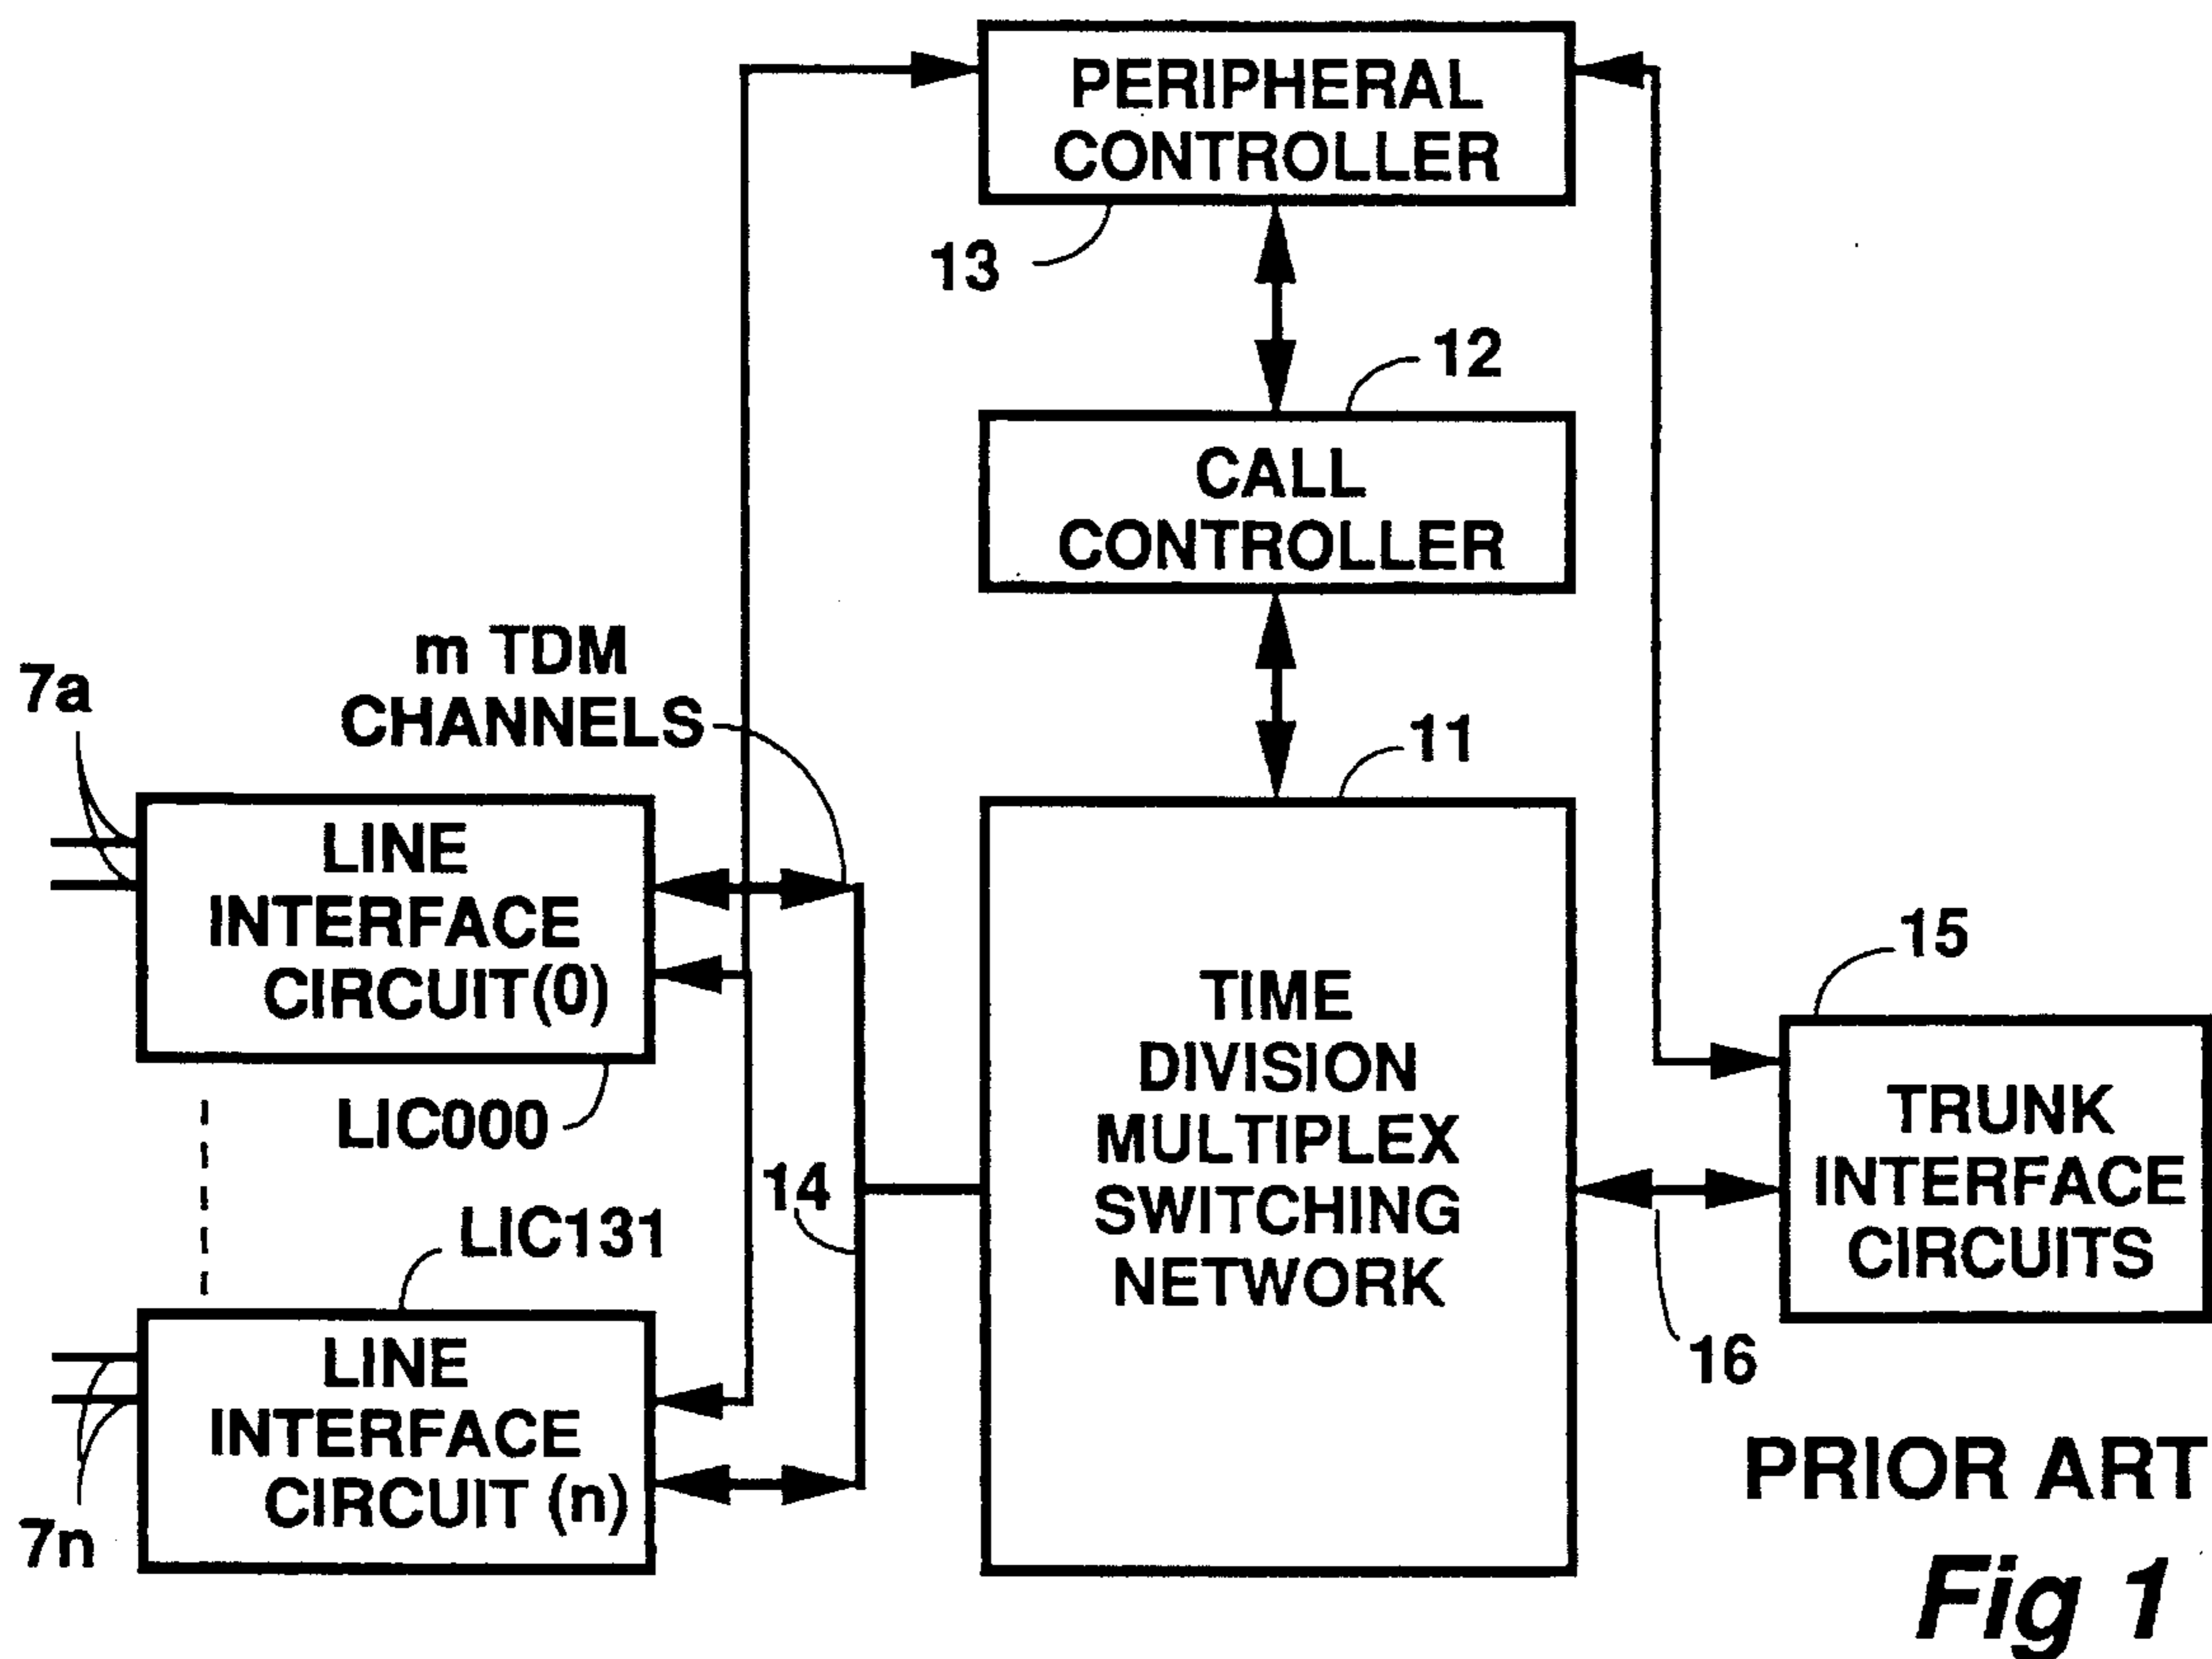 PERIPHERAL
CONTROLLER
13
12
CALL
CONTROLLER
m TDM
CHANNELS
7a
11
LINE
INTERFACE
CIRCUIT(0)
LIC000
TIME
DIVISION
MULTIPLEX
SWITCHING
NETWORK
15
TRUNK
INTERFACE
CIRCUITS
14
LIC131
16
LINE
INTERFACE
CIRCUIT (n)
7n
PRIOR ART
Fig 1